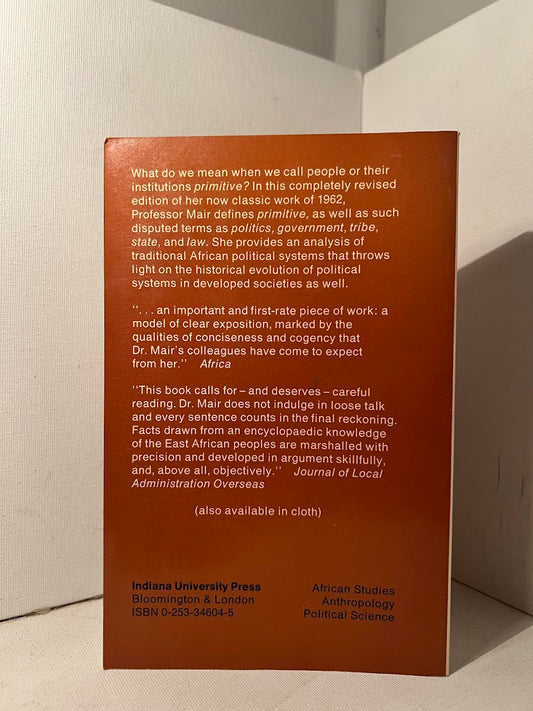 What do we mean when we call people or their
institutions primitive? In this completely revised
edition of her now classic work of 1962,
Professor Mair defines primitive, as well as such
disputed terms as politics, government, tribe,
state, and law. She provides an analysis of
traditional African political systems that throws
light on the historical evolution of political
systems in developed societies as well.
"... an important and first-rate piece of work: a
model of clear exposition, marked by the
qualities of conciseness and cogency that
Dr. Mair's colleagues have come to expect
from her." Africa
"This book calls for – and deserves – careful
reading. Dr. Mair does not indulge in loose talk
and every sentence counts in the final reckoning.
Facts drawn from an encyclopaedic knowledge
of the East African peoples are marshalled with
precision and developed in argument skillfully,
and, above all, objectively." Journal of Local
Administration Overseas
(also available in cloth)
Indiana University Press
Bloomington & London
ISBN 0-253-34604-5
African Studies
Anthropology
Political Science